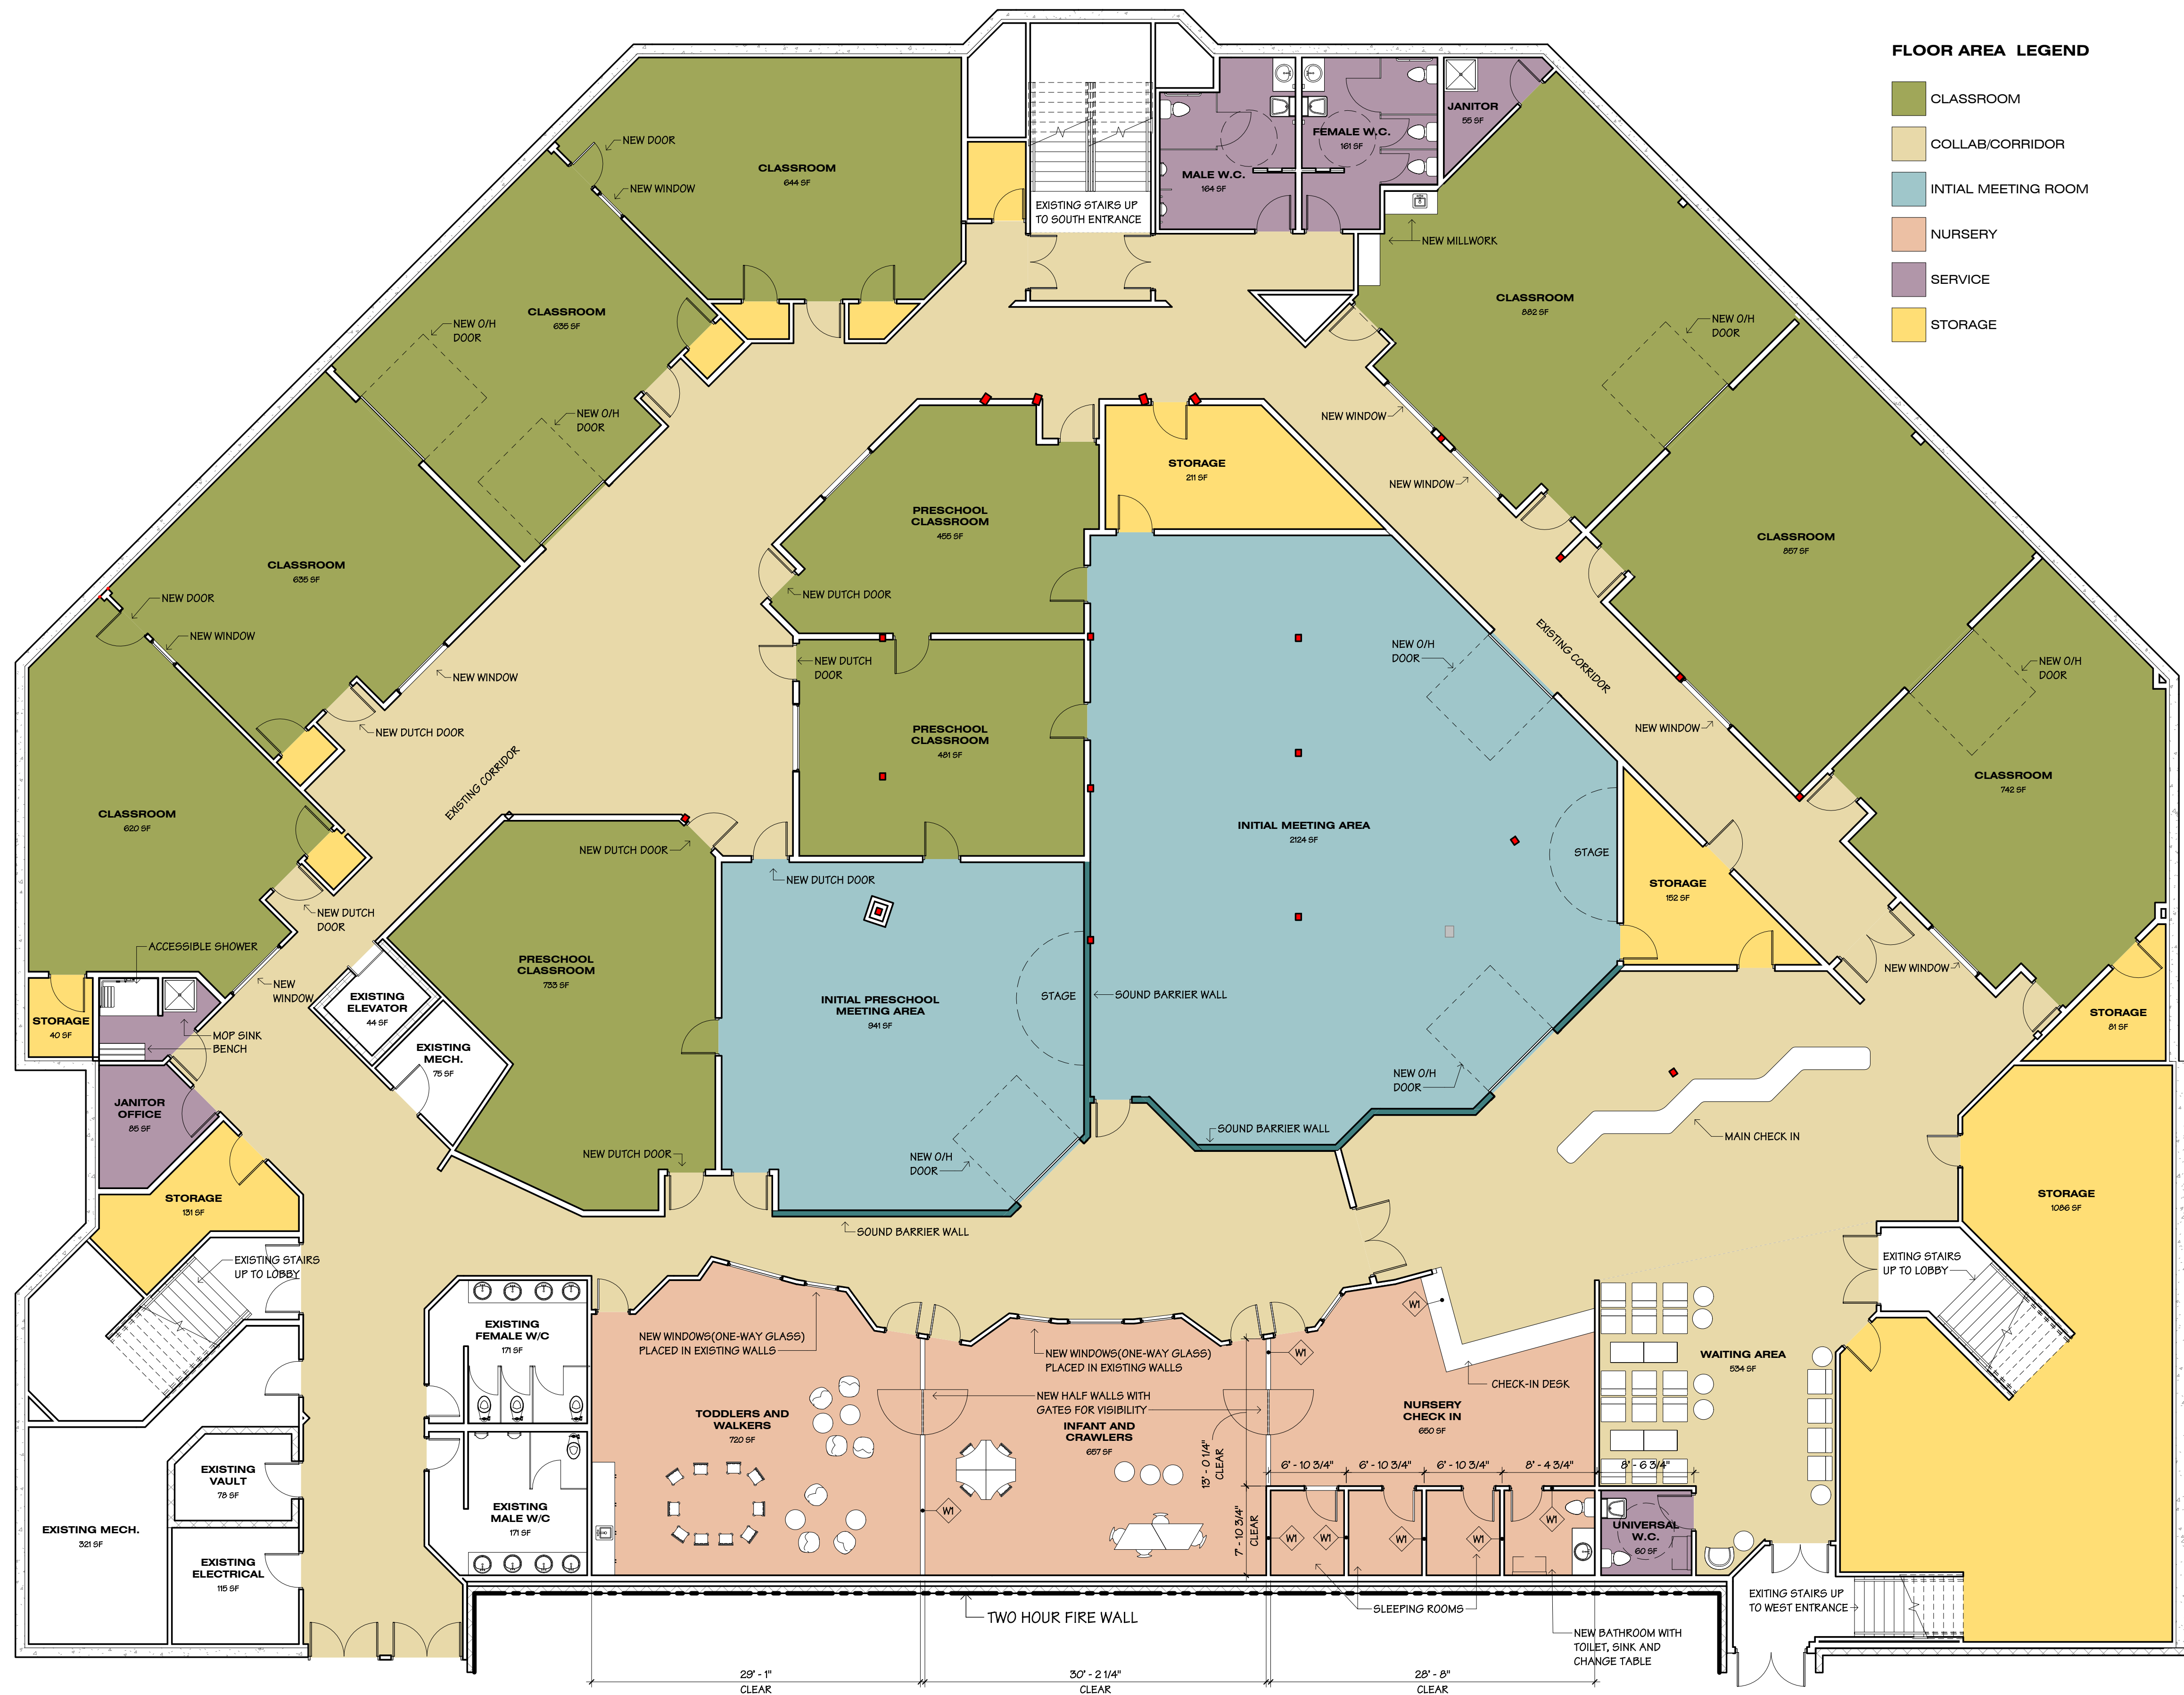 FLOOR AREA LEGEND
CLASSROOM
COLLAB/CORRIDOR
INTIAL MEETING ROOM
NURSERY
SERVICE
STORAGE
NEW DOOR
NEW WINDOW
CLASSROOM
644 SF
EXISTING STAIRS UP
TO SOUTH ENTRANCE
MALE W.C.
164 SF
FEMALE W.C.
161 SF
JANITOR
55 SF
NEW MILLWORK
CLASSROOM
635 SF
NEW O/H
DOOR
NEW O/H
DOOR
CLASSROOM
882 SF
NEW O/H
DOOR
NEW WINDOW
NEW WINDOW
STORAGE
211 SF
PRESCHOOL
CLASSROOM
455 SF
CLASSROOM
857 SF
CLASSROOM
635 SF
NEW DOOR
NEW WINDOW
NEW DUTCH DOOR
NEW WINDOW
NEW DUTCH DOOR
NEW DUTCH
DOOR
EXISTING CORRIDOR
EXISTING CORRIDOR
NEW O/H
DOOR
NEW O/H
DOOR
NEW WINDOW
PRESCHOOL
CLASSROOM
481 SF
CLASSROOM
742 SF
CLASSROOM
620 SF
INITIAL MEETING AREA
2124 SF
STAGE
NEW DUTCH DOOR
NEW DUTCH DOOR
STORAGE
152 SF
NEW DUTCH
DOOR
ACCESSIBLE SHOWER
NEW
WINDOW
NEW WINDOW
PRESCHOOL
CLASSROOM
733 SF
EXISTING
ELEVATOR
44 SF
INITIAL PRESCHOOL
MEETING AREA
941 SF
STAGE
SOUND BARRIER WALL
STORAGE
40 SF
MOP SINK
BENCH
EXISTING
MECH.
75 SF
STORAGE
81 SF
NEW O/H
DOOR
JANITOR
OFFICE
85 SF
SOUND BARRIER WALL
MAIN CHECK IN
NEW DUTCH DOOR
NEW O/H
DOOR
STORAGE
131 SF
STORAGE
1086 SF
SOUND BARRIER WALL
EXISTING STAIRS
UP TO LOBBY
EXITING STAIRS
UP TO LOBBY
EXISTING
FEMALE W/C
171 SF
NEW WINDOWS(ONE-WAY GLASS)
PLACED IN EXISTING WALLS
NEW WINDOWS(ONE-WAY GLASS)
PLACED IN EXISTING WALLS
W1
W1
WAITING AREA
534 SF
CHECK-IN DESK
NEW HALF WALLS WITH
GATES FOR VISIBILITY
TODDLERS AND
WALKERS
720 SF
INFANT AND
CRAWLERS
657 SF
NURSERY
CHECK IN
650 SF
13' - 0 1/4"
CLEAR
6' - 10 3/4"
6' - 10 3/4"
6' - 10 3/4"
8' - 4 3/4"
8' - 6 3/4"
EXISTING
VAULT
78 SF
EXISTING
MALE W/C
171 SF
EXISTING MECH.
321 SF
W1
W1
W1
W1
W1
W1
7' - 10 3/4"
CLEAR
UNIVERSAL
W.C.
60 SF
EXISTING
ELECTRICAL
115 SF
TWO HOUR FIRE WALL
SLEEPING ROOMS
EXITING STAIRS UP
TO WEST ENTRANCE
NEW BATHROOM WITH
TOILET, SINK AND
CHANGE TABLE
29' - 1"
CLEAR
30' - 2 1/4"
CLEAR
28' - 8"
CLEAR